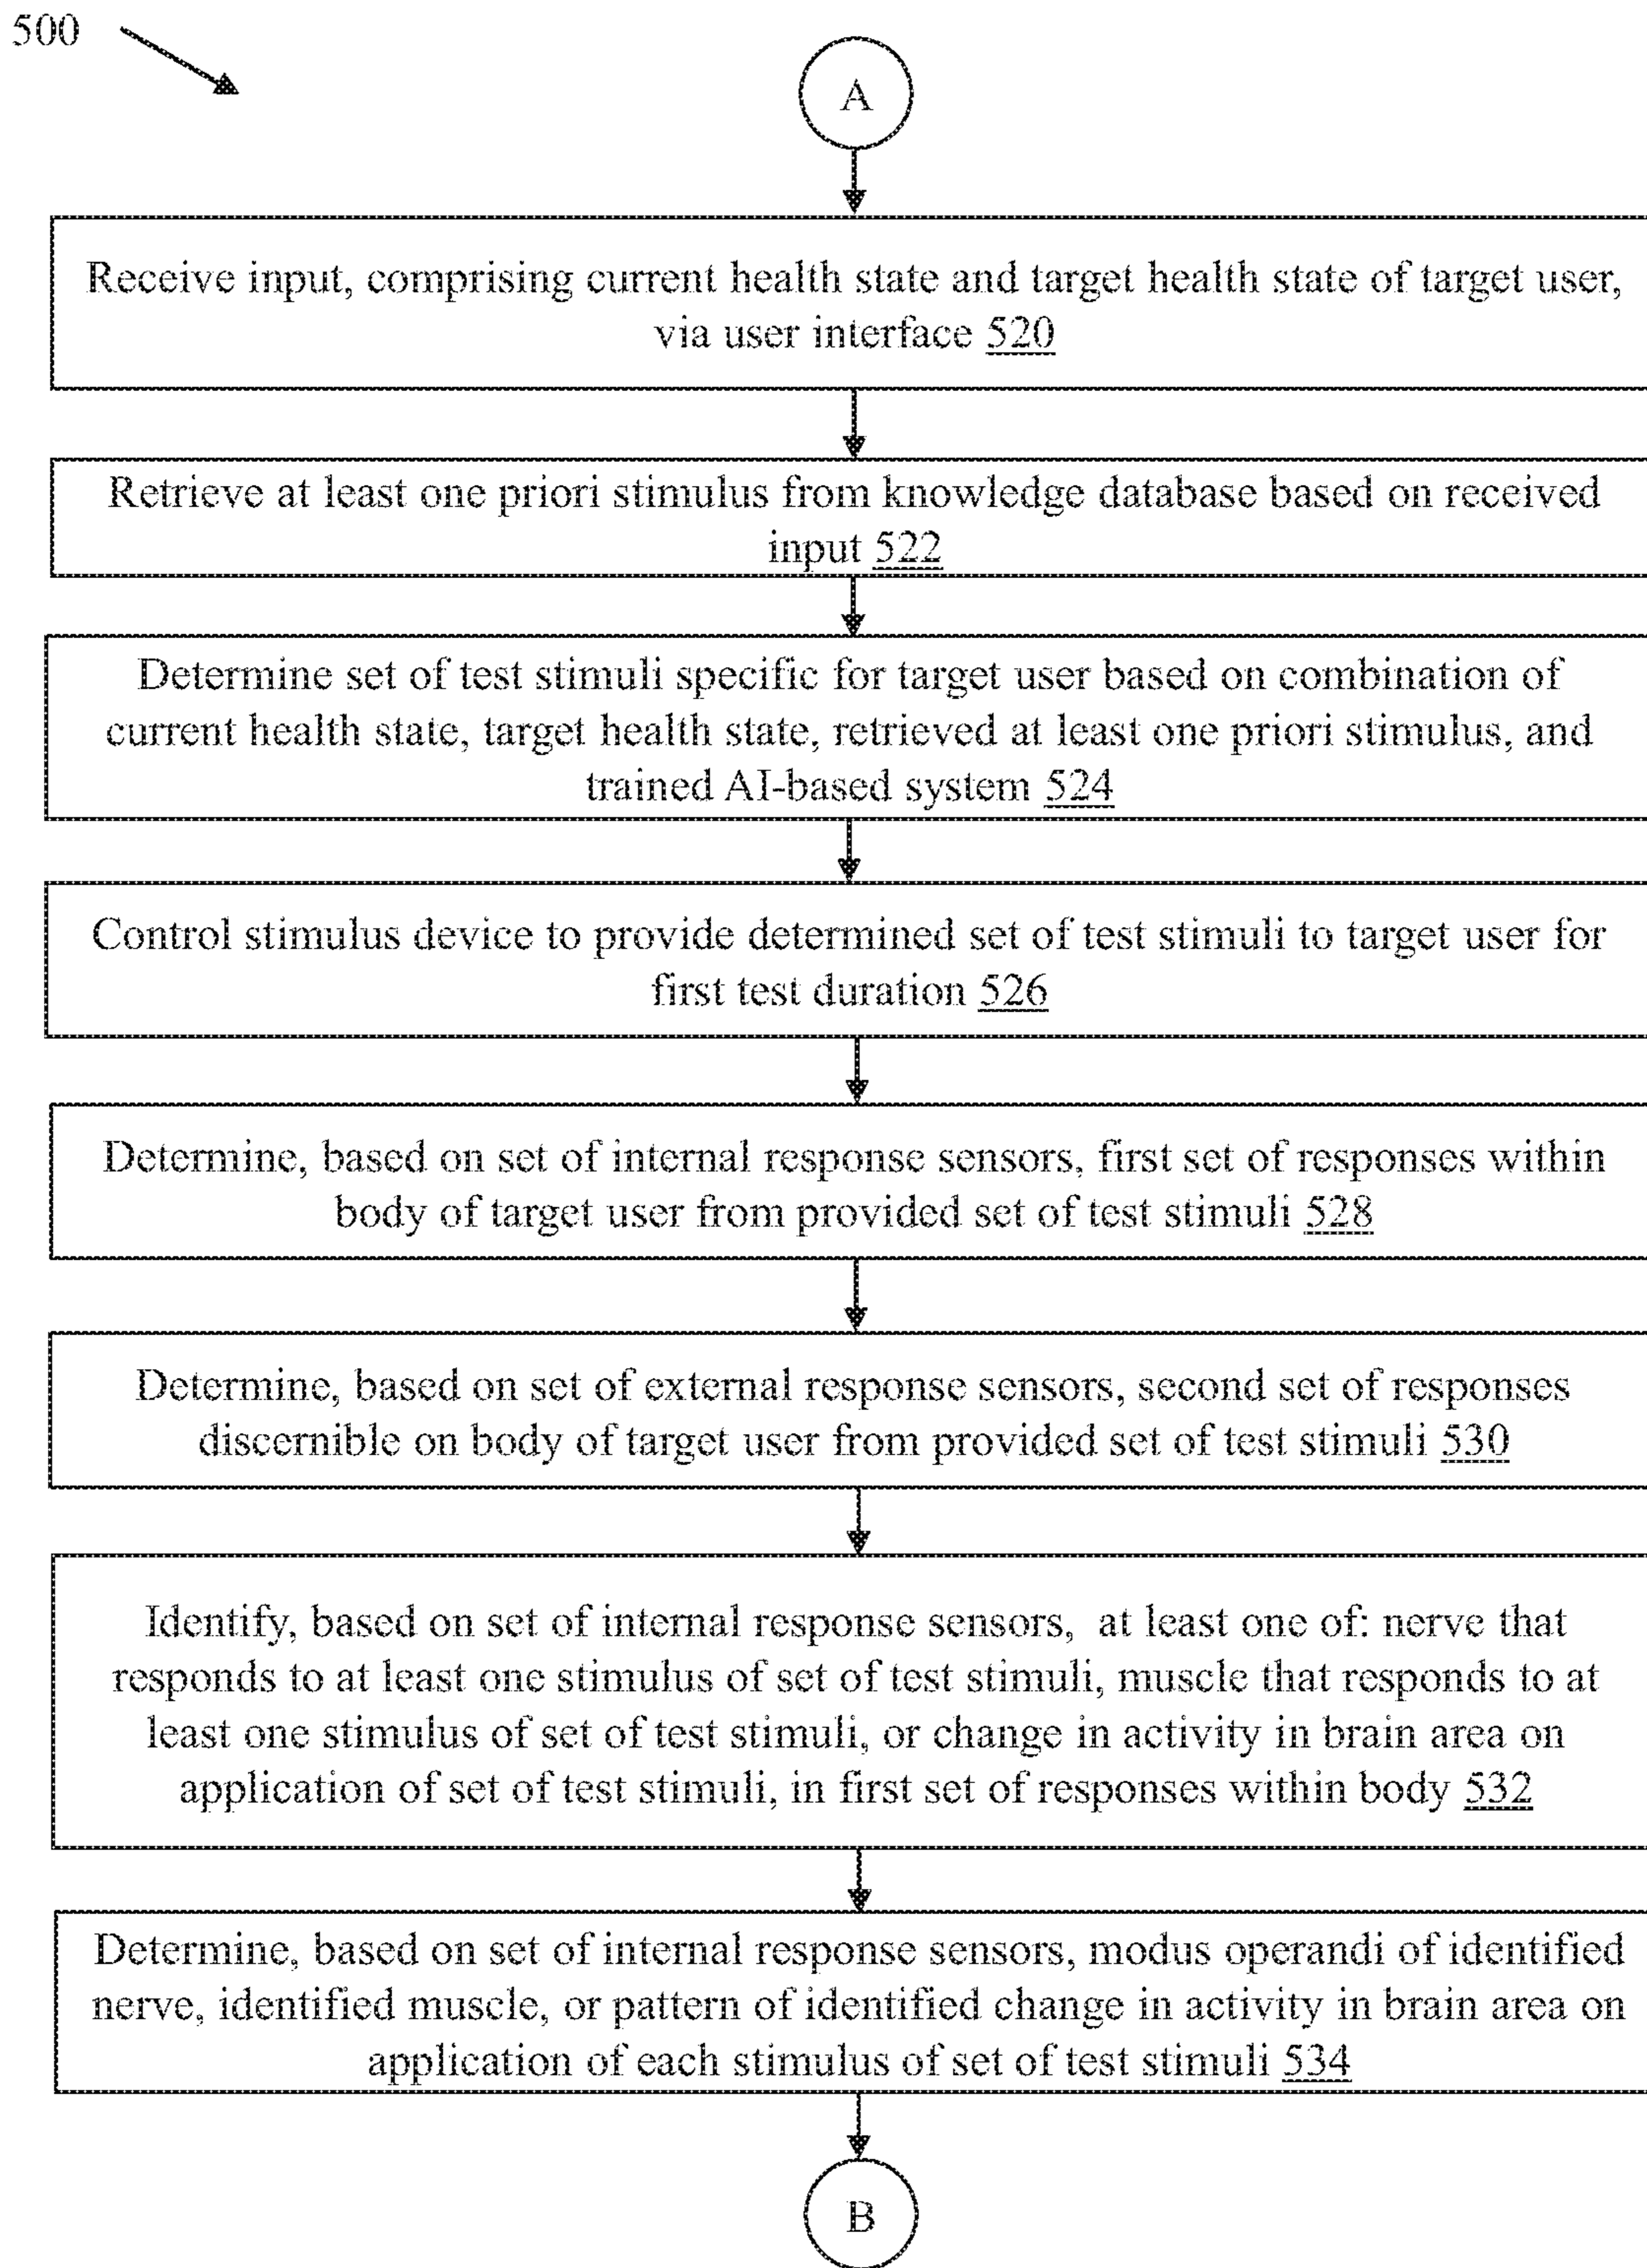 500
A
Receive input, comprising current health state and target health state of target user,
via user interface 520
Retrieve at least one priori stimulus from knowledge database based on received
input 522
Determine set of test stimuli specific for target user based on combination of
current health state, target health state, retrieved at least one priori stimulus, and
trained AI-based system 524
Control stimulus device to provide determined set of test stimuli to target user for
first test duration 526
Determine, based on set of internal response sensors, first set of responses within
body of target user from provided set of test stimuli 528
Determine, based on set of external response sensors, second set of responses
discernible on body of target user from provided set of test stimuli 530
Identify, based on set of internal response sensors, at least one of: nerve that
responds to at least one stimulus of set of test stimuli, muscle that responds to at
least one stimulus of set of test stimuli, or change in activity in brain area on
application of set of test stimuli, in first set of responses within body 532
Determine, based on set of internal response sensors, modus operandi of identified
nerve, identified muscle, or pattern of identified change in activity in brain area on
application of each stimulus of set of test stimuli 534
B